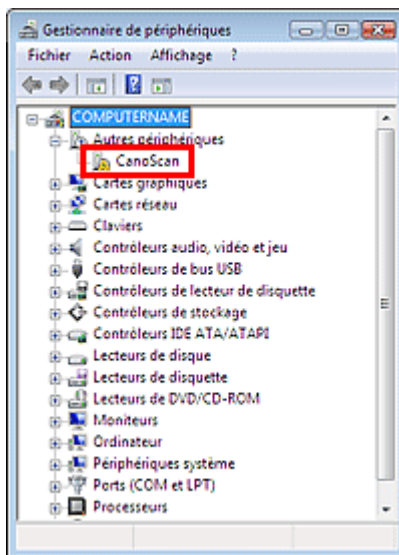 Gestionnaire de périphériques
Fichier Action Affichage ?
COMPUTERNAME
Autres périphériques
CanoScan
Cartes graphiques
Cartes réseau
Claviers
Contrôleurs audio, vidéo et jeu
Contrôleurs de bus USB
Contrôleurs de lecteur de disquette
Contrôleurs de stockage
Contrôleurs IDE ATA/ATAPI
Lecteurs de disque
Lecteurs de disquette
Lecteurs de DVD/CD-ROM
Moniteurs
Ordinateur
Périphériques système
Ports (COM et LPT)
Processeurs